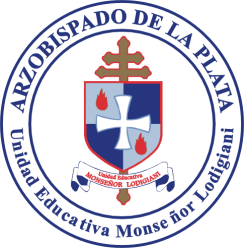 ARZOBISPADO DE LA PLATA
Unidad Educativa
MONSEÑOR LODIGIANI
Unidad Educativa Monseñor Lodigiani